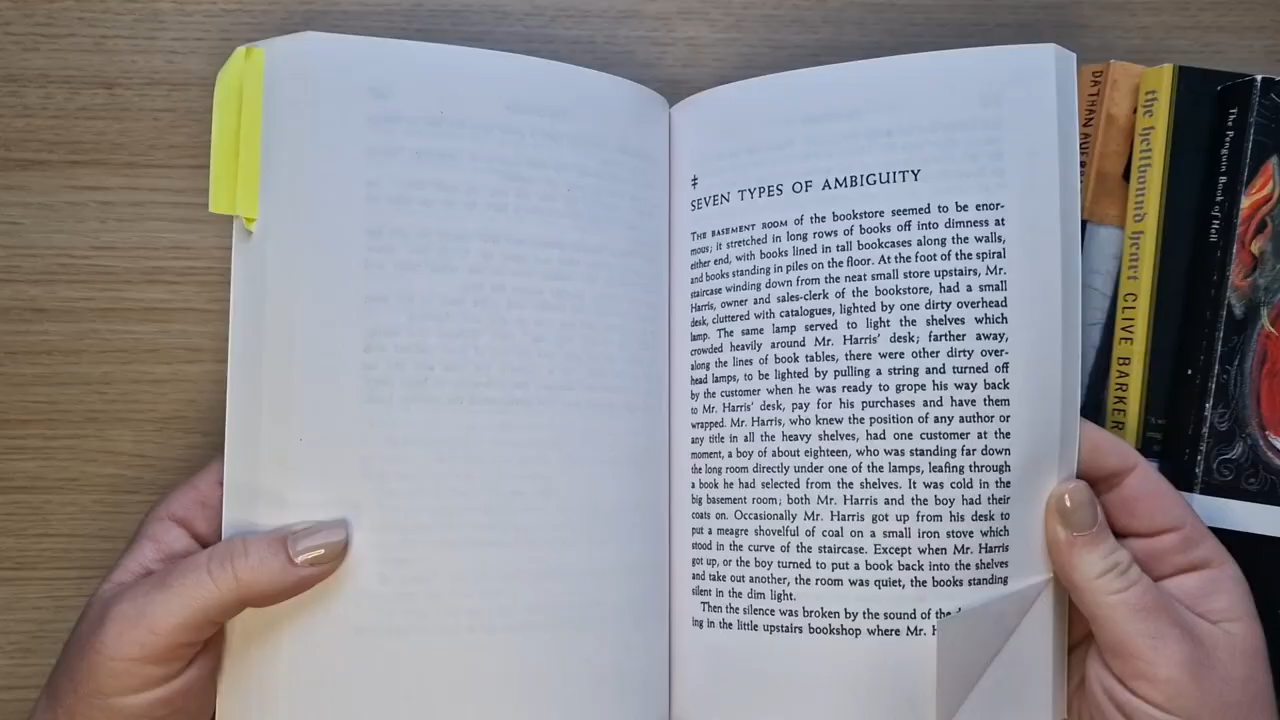 ‡
SEVEN TYPES OF AMBIGUITY
THE BASEMENT ROOM of the bookstore seemed to be enor-
mous; it stretched in long rows of books off into dimness at
either end, with books lined in tall bookcases along the walls,
and books standing in piles on the floor. At the foot of the spiral
staircase winding down from the neat small store upstairs, Mr.
Harris, owner and sales-clerk of the bookstore, had a small
desk, cluttered with catalogues, lighted by one dirty overhead
lamp. The same lamp served to light the shelves which
crowded heavily around Mr. Harris' desk; farther away,
along the lines of book tables, there were other dirty over-
head lamps, to be lighted by pulling a string and turned off
by the customer when he was ready to grope his way back
to Mr. Harris' desk, pay for his purchases and have them
wrapped. Mr. Harris, who knew the position of any author or
any title in all the heavy shelves, had one customer at the
moment, a boy of about eighteen, who was standing far down
the long room directly under one of the lamps, leafing through
a book he had selected from the shelves. It was cold in the
big basement room; both Mr. Harris and the boy had their
coats on. Occasionally Mr. Harris got up from his desk to
put a meagre shovelful of coal on a small iron stove which
stood in the curve of the staircase. Except when Mr. Harris
got up, or the boy turned to put a book back into the shelves
and take out another, the room was quiet, the books standing
silent in the dim light.
Then the silence was broken by the sound of the
ing in the little upstairs bookshop where Mr.
DATHAN
the hellbound heart CLIVE BARKER
The Penguin Book of Hell